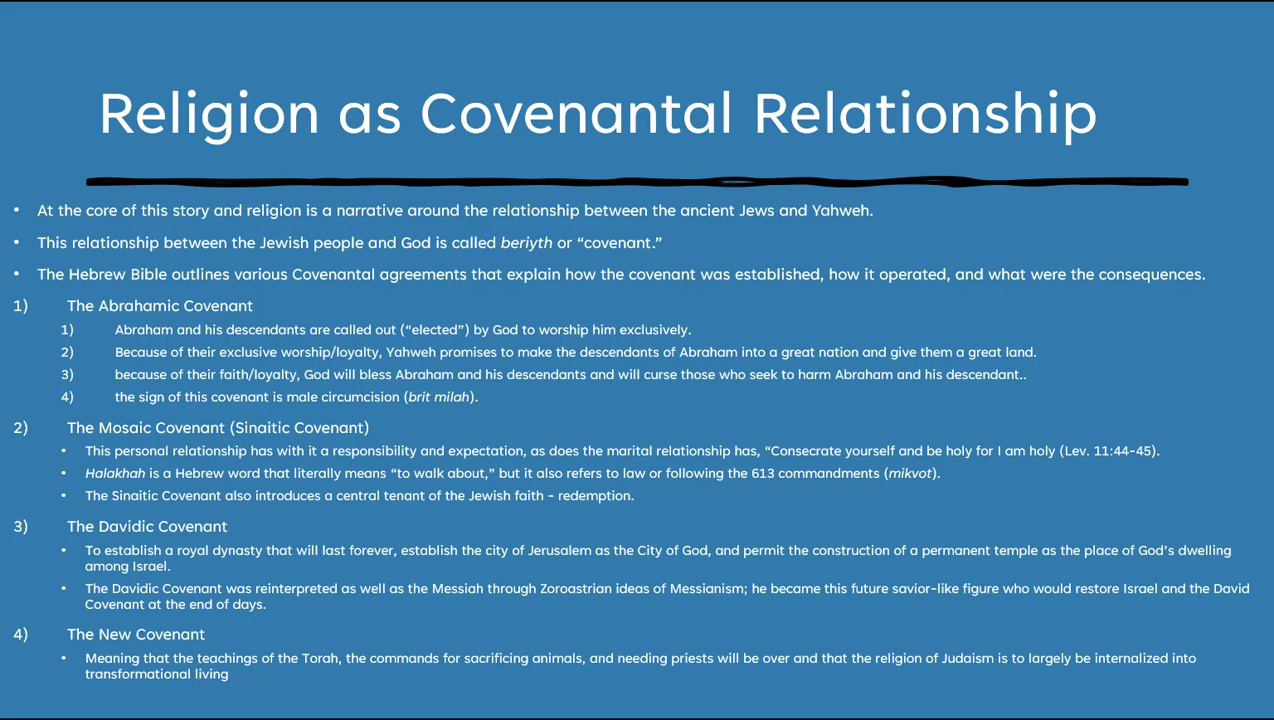 Religion as Covenantal Relationship
• At the core of this story and religion is a narrative around the relationship between the ancient Jews and Yahweh.
• This relationship between the Jewish people and God is called beriyth or “covenant.”
• The Hebrew Bible outlines various Covenantal agreements that explain how the covenant was established, how it operated, and what were the consequences.
1) The Abrahamic Covenant
1) Abraham and his descendants are called out (“elected”) by God to worship him exclusively.
2) Because of their exclusive worship/loyalty, Yahweh promises to make the descendants of Abraham into a great nation and give them a great land.
3) because of their faith/loyalty, God will bless Abraham and his descendants and will curse those who seek to harm Abraham and his descendant..
4) the sign of this covenant is male circumcision (brit milah).
2) The Mosaic Covenant (Sinaitic Covenant)
• This personal relationship has with it a responsibility and expectation, as does the marital relationship has, “Consecrate yourself and be holy for I am holy (Lev. 11:44-45).
• Halakhah is a Hebrew word that literally means “to walk about,” but it also refers to law or following the 613 commandments (mikvot).
• The Sinaitic Covenant also introduces a central tenant of the Jewish faith - redemption.
3) The Davidic Covenant
• To establish a royal dynasty that will last forever, establish the city of Jerusalem as the City of God, and permit the construction of a permanent temple as the place of God’s dwelling
among Israel.
• The Davidic Covenant was reinterpreted as well as the Messiah through Zoroastrian ideas of Messianism; he became this future savior-like figure who would restore Israel and the David
Covenant at the end of days.
4) The New Covenant
• Meaning that the teachings of the Torah, the commands for sacrificing animals, and needing priests will be over and that the religion of Judaism is to largely be internalized into
transformational living